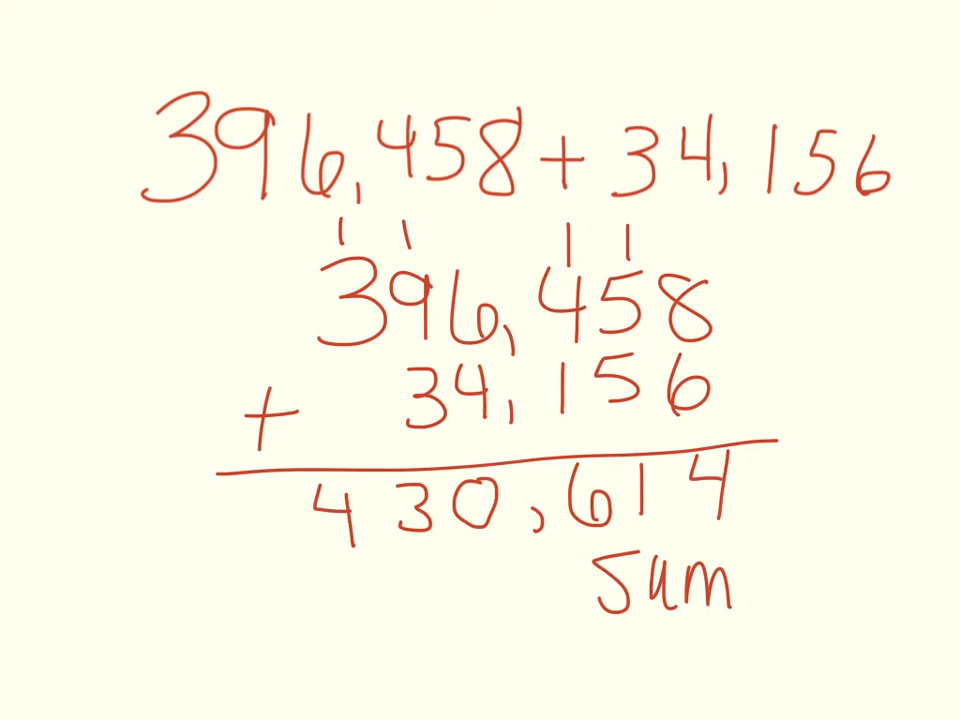 396,458 + 34,156
1 1 1 1
396,458
+ 34,156
430,614
Sum